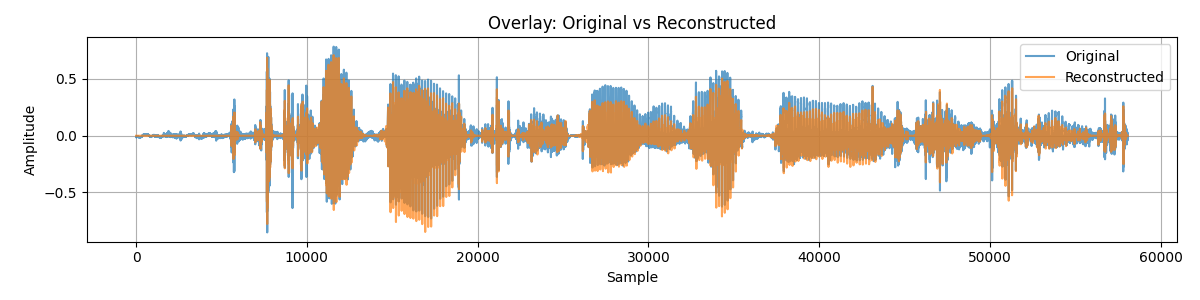 Overlay: Original vs Reconstructed
Amplitude
0.5
0.0
−0.5
Original
Reconstructed
0 10000 20000 30000 40000 50000 60000
Sample